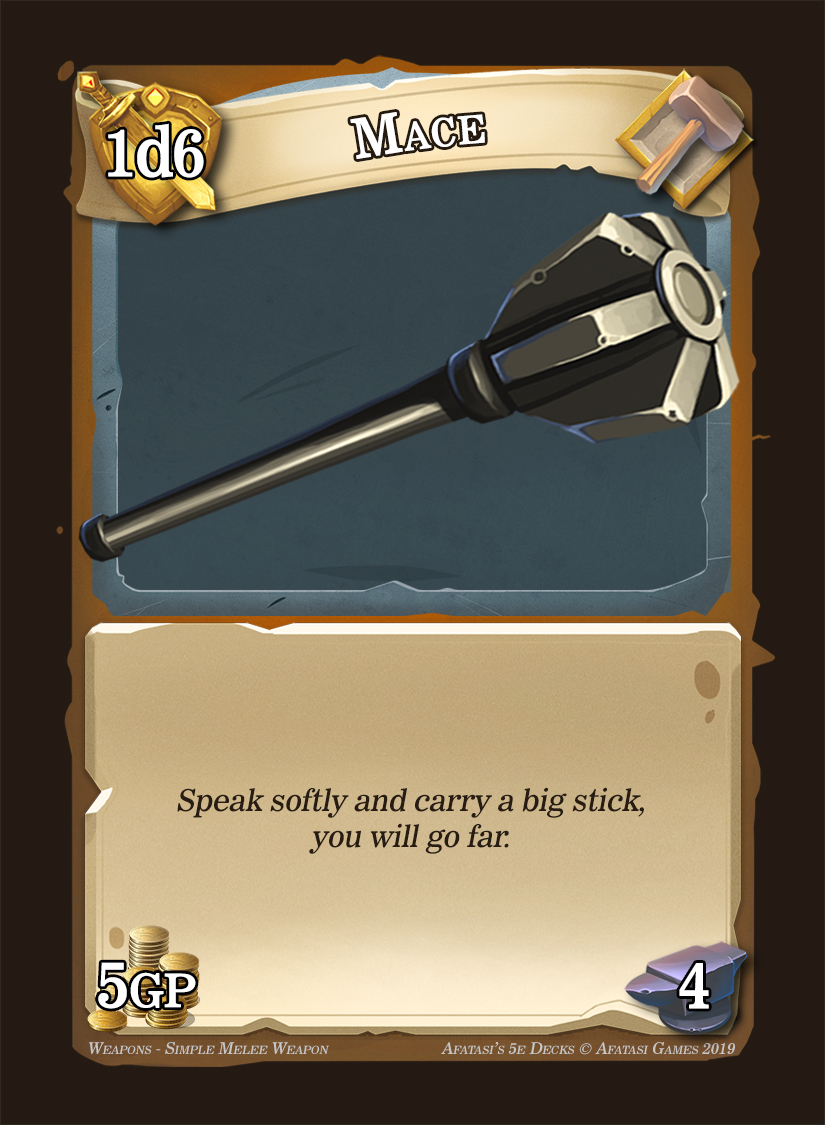 1d6
Mace
Speak softly and carry a big stick,
you will go far.
5GP
4
Weapons - Simple Melee Weapon
Afatasi's 5e Decks © Afatasi Games 2019